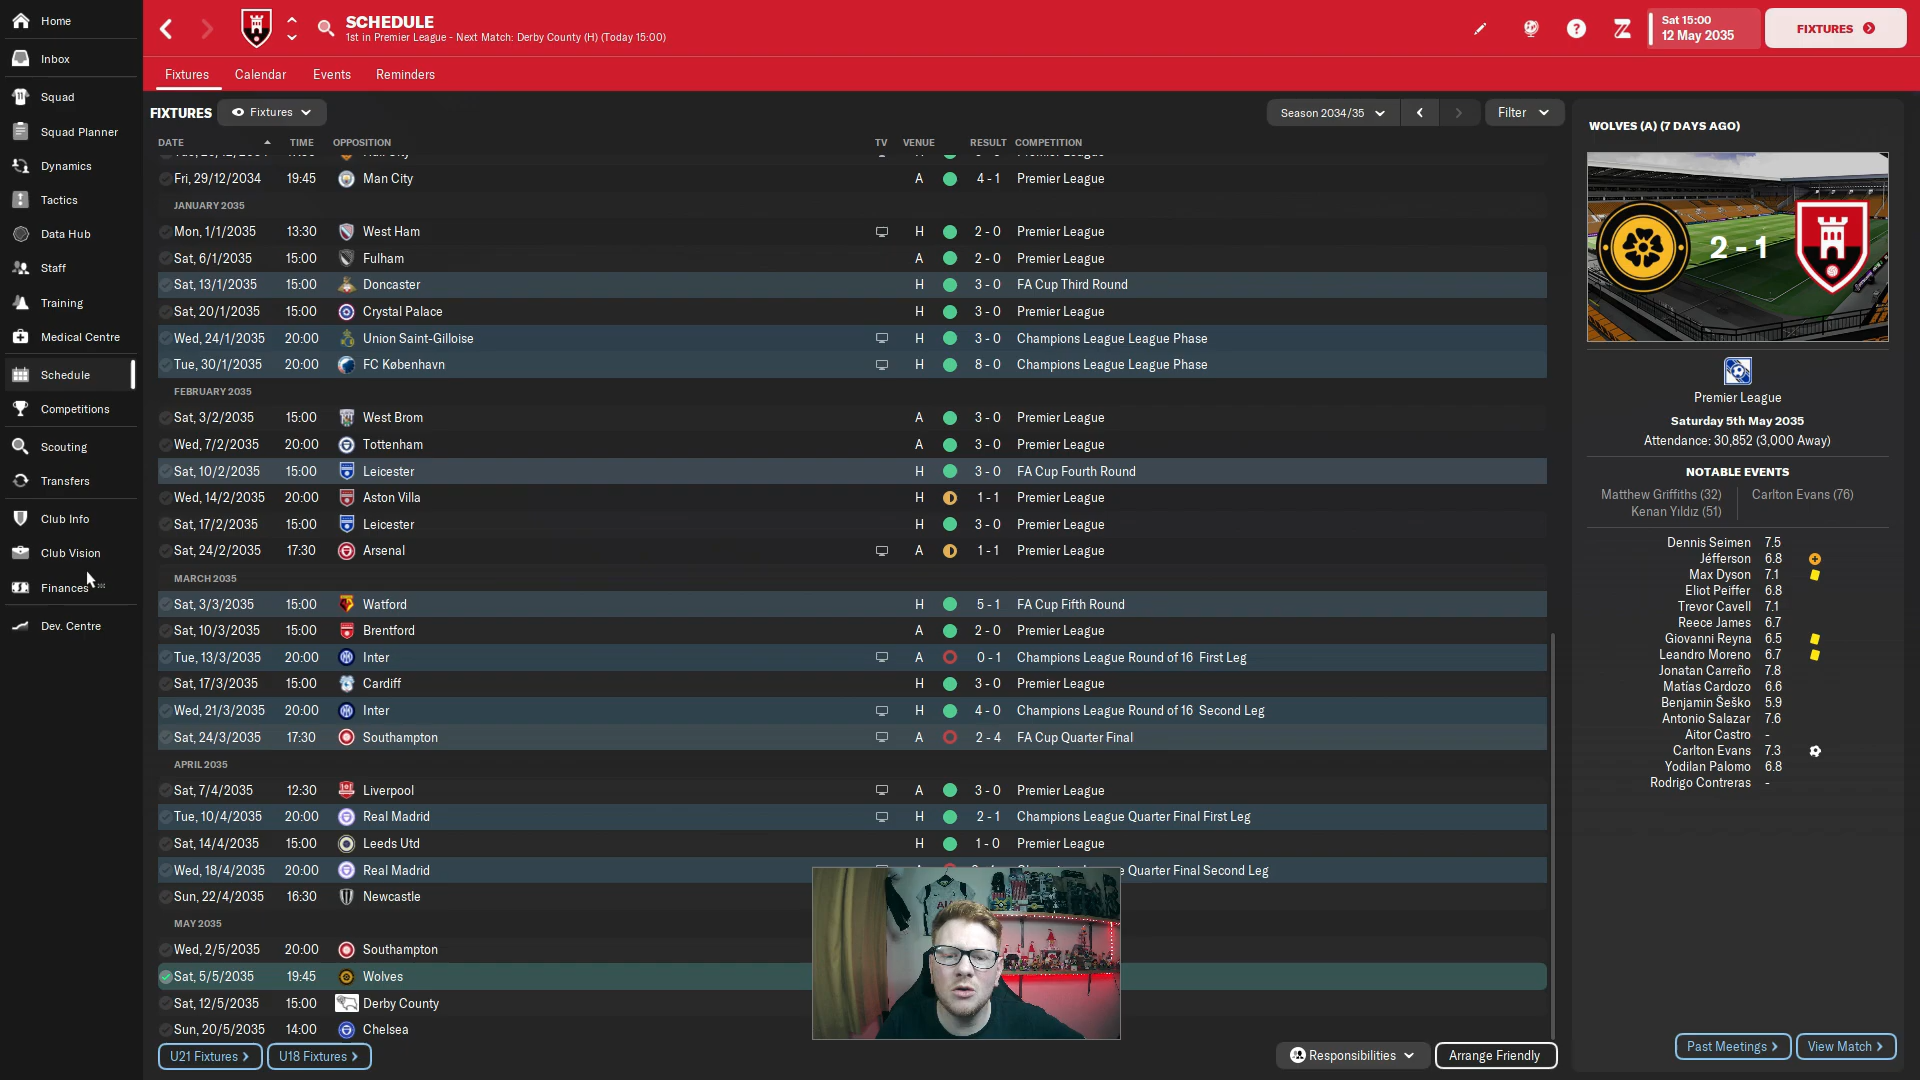 Home
Inbox
Squad
Squad Planner
Dynamics
Tactics
Data Hub
Staff
Training
Medical Centre
Schedule
Competitions
Scouting
Transfers
Club Info
Club Vision
Finances
Dev. Centre
SCHEDULE
1st in Premier League - Next Match: Derby County (H) (Today 15:00)
Sat 15:00
12 May 2035
FIXTURES
Fixtures Calendar Events Reminders
FIXTURES Fixtures Season 2034/35 Filter
DATE TIME OPPOSITION TV VENUE RESULT COMPETITION
Fri, 29/12/2034 19:45 Man City A 4 - 1 Premier League
JANUARY 2035
Mon, 1/1/2035 13:30 West Ham H 2 - 0 Premier League
Sat, 6/1/2035 15:00 Fulham A 2 - 0 Premier League
Sat, 13/1/2035 15:00 Doncaster H 3 - 0 FA Cup Third Round
Sat, 20/1/2035 15:00 Crystal Palace H 3 - 0 Premier League
Wed, 24/1/2035 20:00 Union Saint-Gilloise H 3 - 0 Champions League League Phase
Tue, 30/1/2035 20:00 FC København H 8 - 0 Champions League League Phase
FEBRUARY 2035
Sat, 3/2/2035 15:00 West Brom A 3 - 0 Premier League
Wed, 7/2/2035 20:00 Tottenham A 3 - 0 Premier League
Sat, 10/2/2035 15:00 Leicester H 3 - 0 FA Cup Fourth Round
Wed, 14/2/2035 20:00 Aston Villa H 1 - 1 Premier League
Sat, 17/2/2035 15:00 Leicester H 3 - 0 Premier League
Sat, 24/2/2035 17:30 Arsenal A 1 - 1 Premier League
MARCH 2035
Sat, 3/3/2035 15:00 Watford H 5 - 1 FA Cup Fifth Round
Sat, 10/3/2035 15:00 Brentford A 2 - 0 Premier League
Tue, 13/3/2035 20:00 Inter A 0 - 1 Champions League Round of 16 First Leg
Sat, 17/3/2035 15:00 Cardiff H 3 - 0 Premier League
Wed, 21/3/2035 20:00 Inter H 4 - 0 Champions League Round of 16 Second Leg
Sat, 24/3/2035 17:30 Southampton A 2 - 4 FA Cup Quarter Final
APRIL 2035
Sat, 7/4/2035 12:30 Liverpool A 3 - 0 Premier League
Tue, 10/4/2035 20:00 Real Madrid H 2 - 1 Champions League Quarter Final First Leg
Sat, 14/4/2035 15:00 Leeds Utd H 1 - 0 Premier League
Wed, 18/4/2035 20:00 Real Madrid Quarter Final Second Leg
Sun, 22/4/2035 16:30 Newcastle
MAY 2035
Wed, 2/5/2035 20:00 Southampton
Sat, 5/5/2035 19:45 Wolves
Sat, 12/5/2035 15:00 Derby County
Sun, 20/5/2035 14:00 Chelsea
U21 Fixtures U18 Fixtures Responsibilities Arrange Friendly
WOLVES (A) (7 DAYS AGO)
2 - 1
Premier League
Saturday 5th May 2035
Attendance: 30,852 (3,000 Away)
NOTABLE EVENTS
Matthew Griffiths (32) Carlton Evans (76)
Kenan Yıldız (51)
Dennis Seimen 7.5
Jéfferson 6.8
Max Dyson 7.1
Eliot Peiffer 6.8
Trevor Cavell 7.1
Reece James 6.7
Giovanni Reyna 6.5
Leandro Moreno 6.7
Jonatan Carreño 7.8
Matías Cardozo 6.6
Benjamin Šeško 5.9
Antonio Salazar 7.6
Aitor Castro -
Carlton Evans 7.3
Yodilan Palomo 6.8
Rodrigo Contreras -
Past Meetings View Match